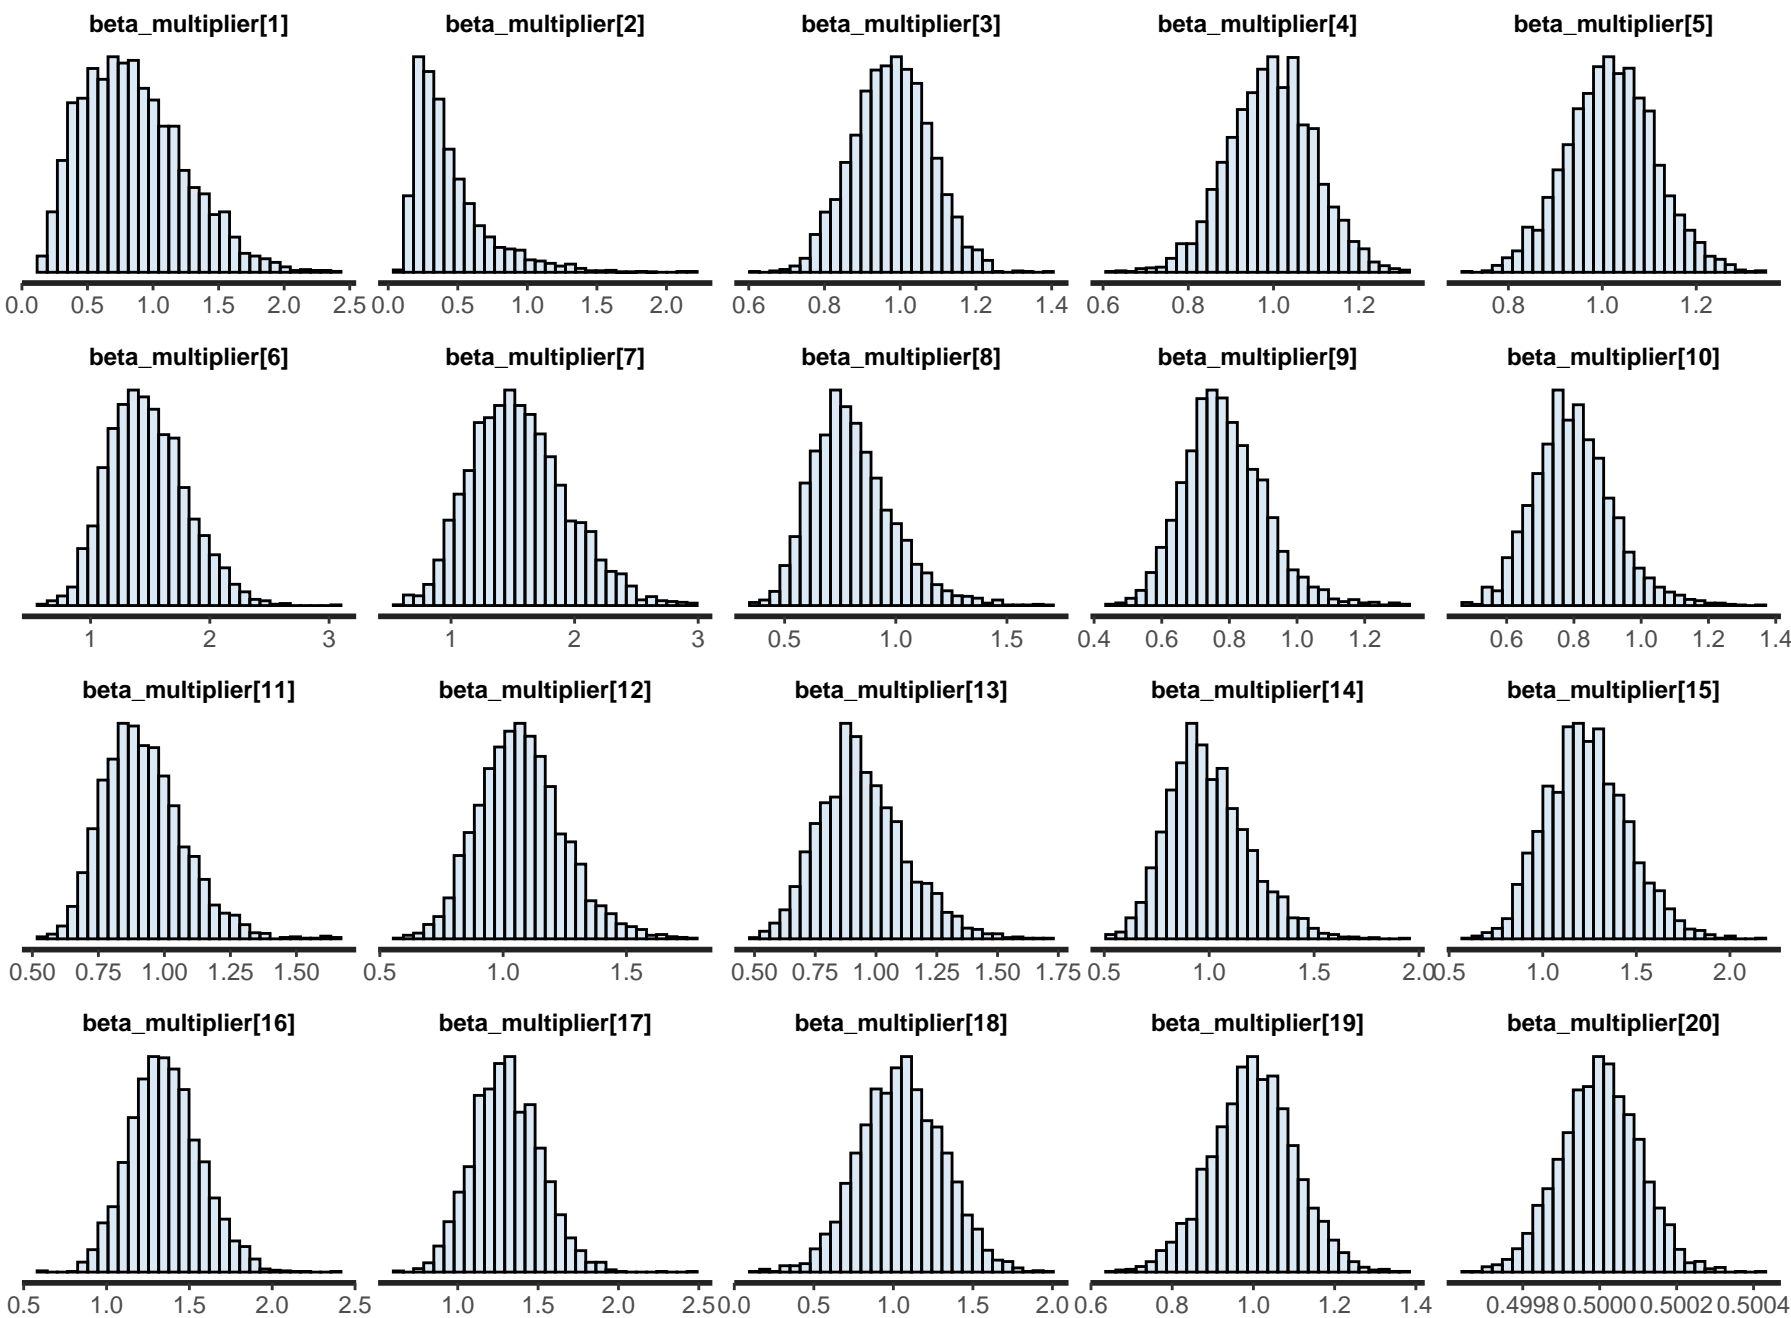 beta_multiplier[1] beta_multiplier[2] beta_multiplier[3] beta_multiplier[4] beta_multiplier[5]
0.0 0.5 1.0 1.5 2.0 2.5 0.0 0.5 1.0 1.5 2.0 0.6 0.8 1.0 1.2 1.4 0.6 0.8 1.0 1.2 0.8 1.0 1.2
beta_multiplier[6] beta_multiplier[7] beta_multiplier[8] beta_multiplier[9] beta_multiplier[10]
1 2 3 1 2 3 0.5 1.0 1.5 0.4 0.6 0.8 1.0 1.2 0.6 0.8 1.0 1.2 1.4
beta_multiplier[11] beta_multiplier[12] beta_multiplier[13] beta_multiplier[14] beta_multiplier[15]
0.50 0.75 1.00 1.25 1.50 0.5 1.0 1.5 0.50 0.75 1.00 1.25 1.50 1.75 0.5 1.0 1.5 2.0 0.5 1.0 1.5 2.0
beta_multiplier[16] beta_multiplier[17] beta_multiplier[18] beta_multiplier[19] beta_multiplier[20]
0.5 1.0 1.5 2.0 2.5 1.0 1.5 2.0 2.5 0.0 0.5 1.0 1.5 2.0 0.6 0.8 1.0 1.2 1.4 0.4998 0.5000 0.5002 0.5004